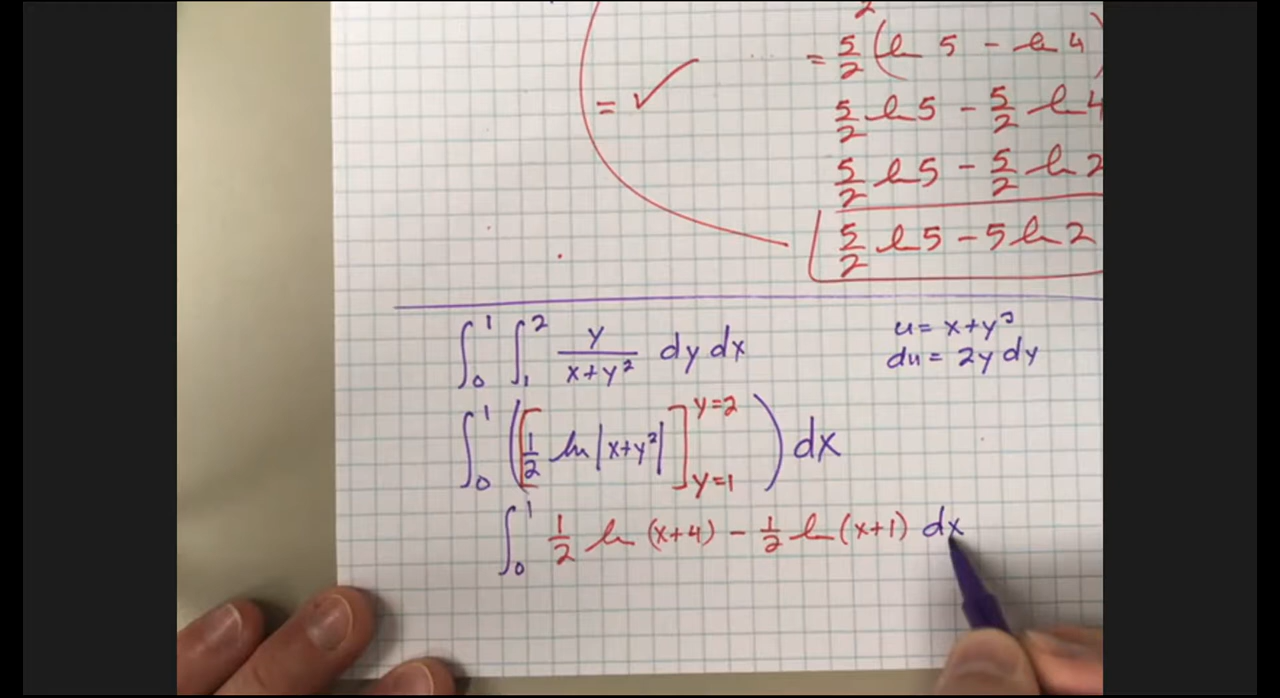 = 5/2 (ln 5 - ln 4)
= ✓
5/2 ln 5 - 5/2 ln 4
5/2 ln 5 - 5/2 ln 2
5/2 ln 5 - 5 ln 2
∫₀¹ ∫₁² y/(x+y²) dy dx
u = x+y²
du = 2y dy
∫₀¹ ([1/2 ln|x+y²|]_{y=1}^{y=2}) dx
∫₀¹ 1/2 ln (x+4) - 1/2 ln (x+1) dx